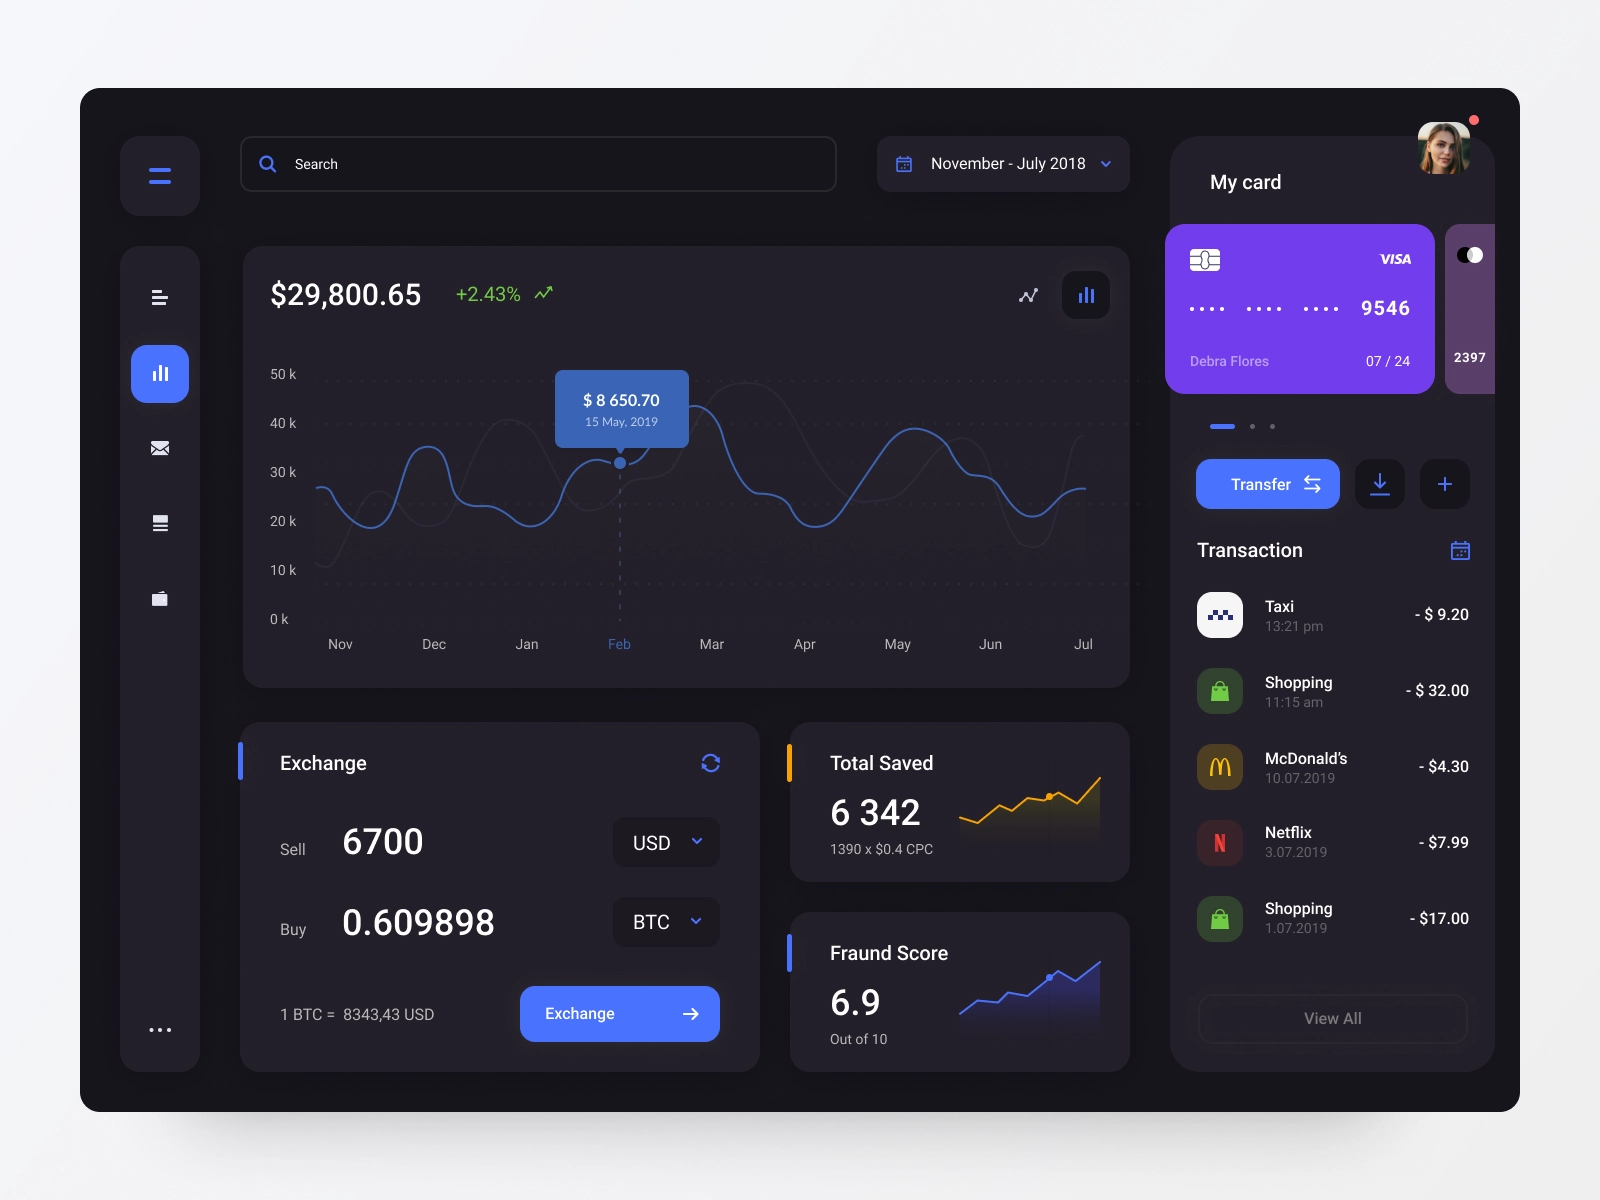 Search
November - July 2018
My card
$29,800.65
+2.43%
50 k
40 k
30 k
20 k
10 k
0 k
$ 8 650.70
15 May, 2019
Nov
Dec
Jan
Feb
Mar
Apr
May
Jun
Jul
VISA
9546
Debra Flores
07 / 24
2397
Transfer
Transaction
Taxi
13:21 pm
- $ 9.20
Shopping
11:15 am
- $ 32.00
McDonald's
10.07.2019
- $4.30
Netflix
3.07.2019
- $7.99
Shopping
1.07.2019
- $17.00
View All
Exchange
Sell
6700
USD
Buy
0.609898
BTC
1 BTC = 8343,43 USD
Exchange
Total Saved
6 342
1390 x $0.4 CPC
Fraund Score
6.9
Out of 10